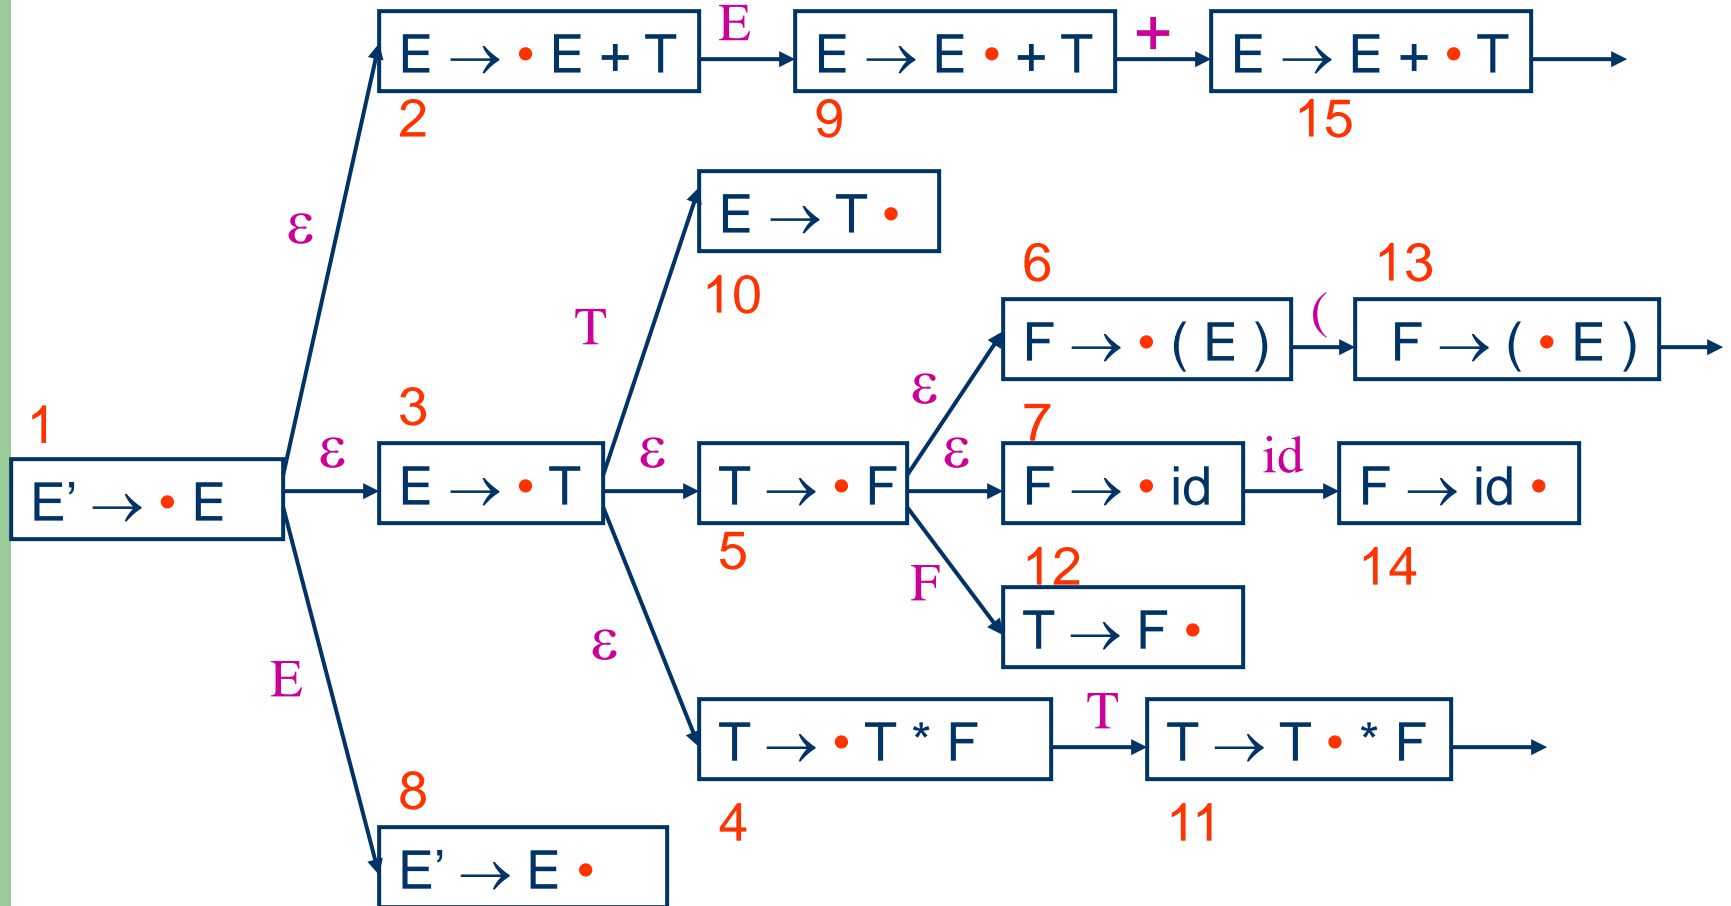 E → • E + T
E
E → E • + T
+
E → E + • T
2
9
15
ε
E → T •
10
T
6
13
F → • ( E )
(
F → ( • E )
ε
1
3
7
E’ → • E
ε
E → • T
ε
T → • F
ε
F → • id
id
F → id •
5
F
12
14
T → F •
ε
E
T → • T * F
T
T → T • * F
8
4
11
E’ → E •